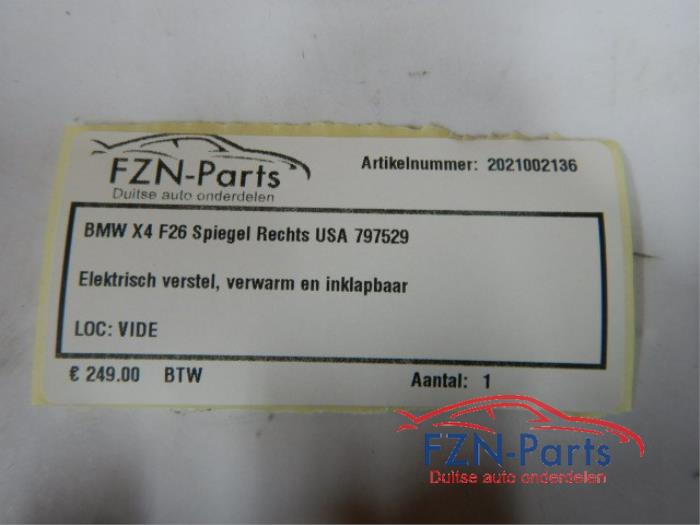 FZN-Parts
Duitse auto onderdelen
Artikelnummer: 2021002136
BMW X4 F26 Spiegel Rechts USA 797529
Elektrisch verstel, verwarm en inklapbaar
LOC: VIDE
€ 249.00 BTW Aantal: 1
FZN-Parts
Duitse auto onderdelen